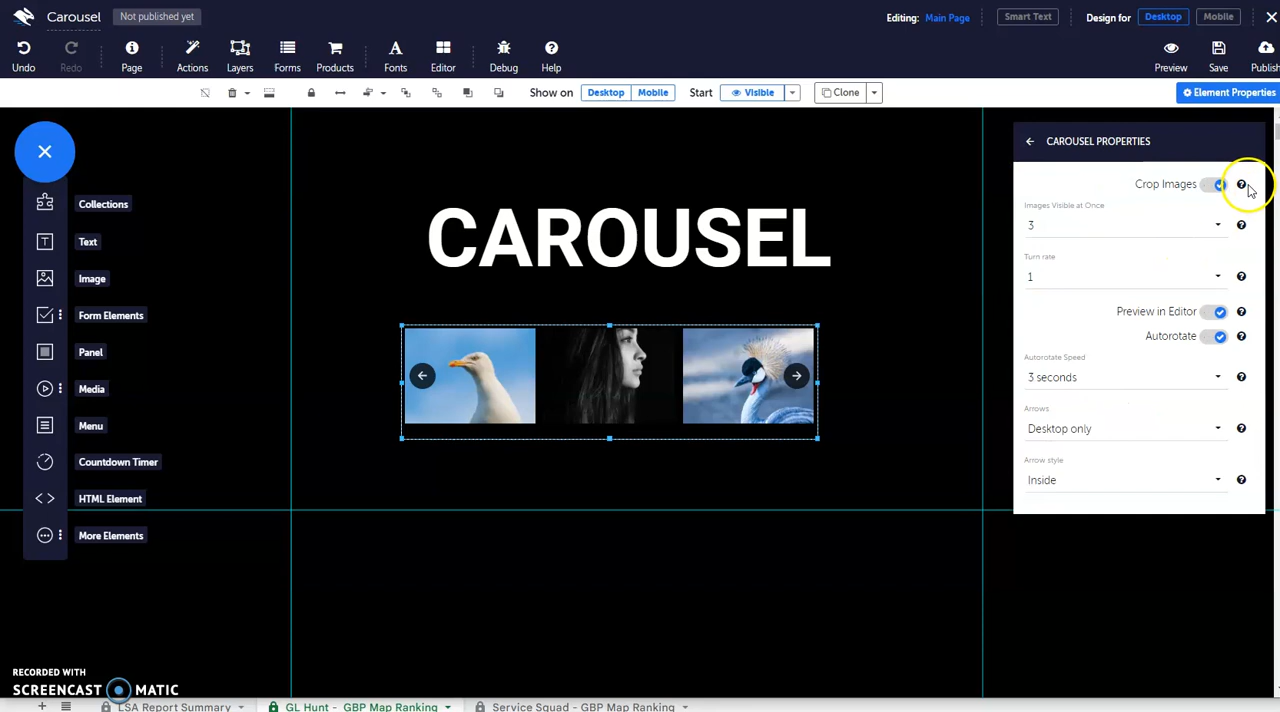 Carousel
Not published yet
Editing: Main Page
Smart Text
Design for
Desktop
Mobile
Undo
Redo
Page
Actions
Layers
Forms
Products
Fonts
Editor
Debug
Help
Preview
Save
Publish
Show on
Desktop
Mobile
Start
Visible
Clone
Element Properties
Collections
Text
Image
Form Elements
Panel
Media
Menu
Countdown Timer
HTML Element
More Elements
CAROUSEL
CAROUSEL PROPERTIES
Crop Images
Images Visible at Once
3
Turn rate
1
Preview in Editor
Autorotate
Autorotate Speed
3 seconds
Arrows
Desktop only
Arrow style
Inside
RECORDED WITH
SCREENCAST MATIC
LSA Report Summary
GL Hunt - GBP Map Ranking
Service Squad - GBP Map Ranking